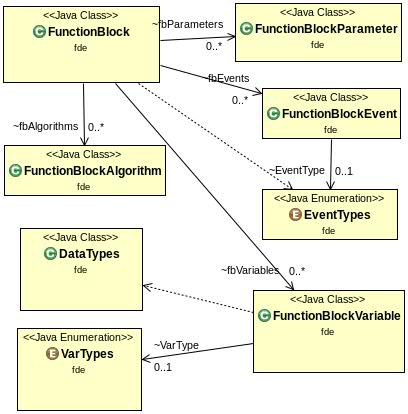 <<Java Class>>
FunctionBlock
fde
~fbParameters
0..*
<<Java Class>>
FunctionBlockParameter
fde
~fbEvents
0..*
<<Java Class>>
FunctionBlockEvent
fde
~fbAlgorithms
0..*
<<Java Class>>
FunctionBlockAlgorithm
fde
~EventType
0..1
<<Java Enumeration>>
EventTypes
fde
<<Java Class>>
DataTypes
fde
~fbVariables
0..*
<<Java Class>>
FunctionBlockVariable
fde
<<Java Enumeration>>
VarTypes
fde
~VarType
0..1